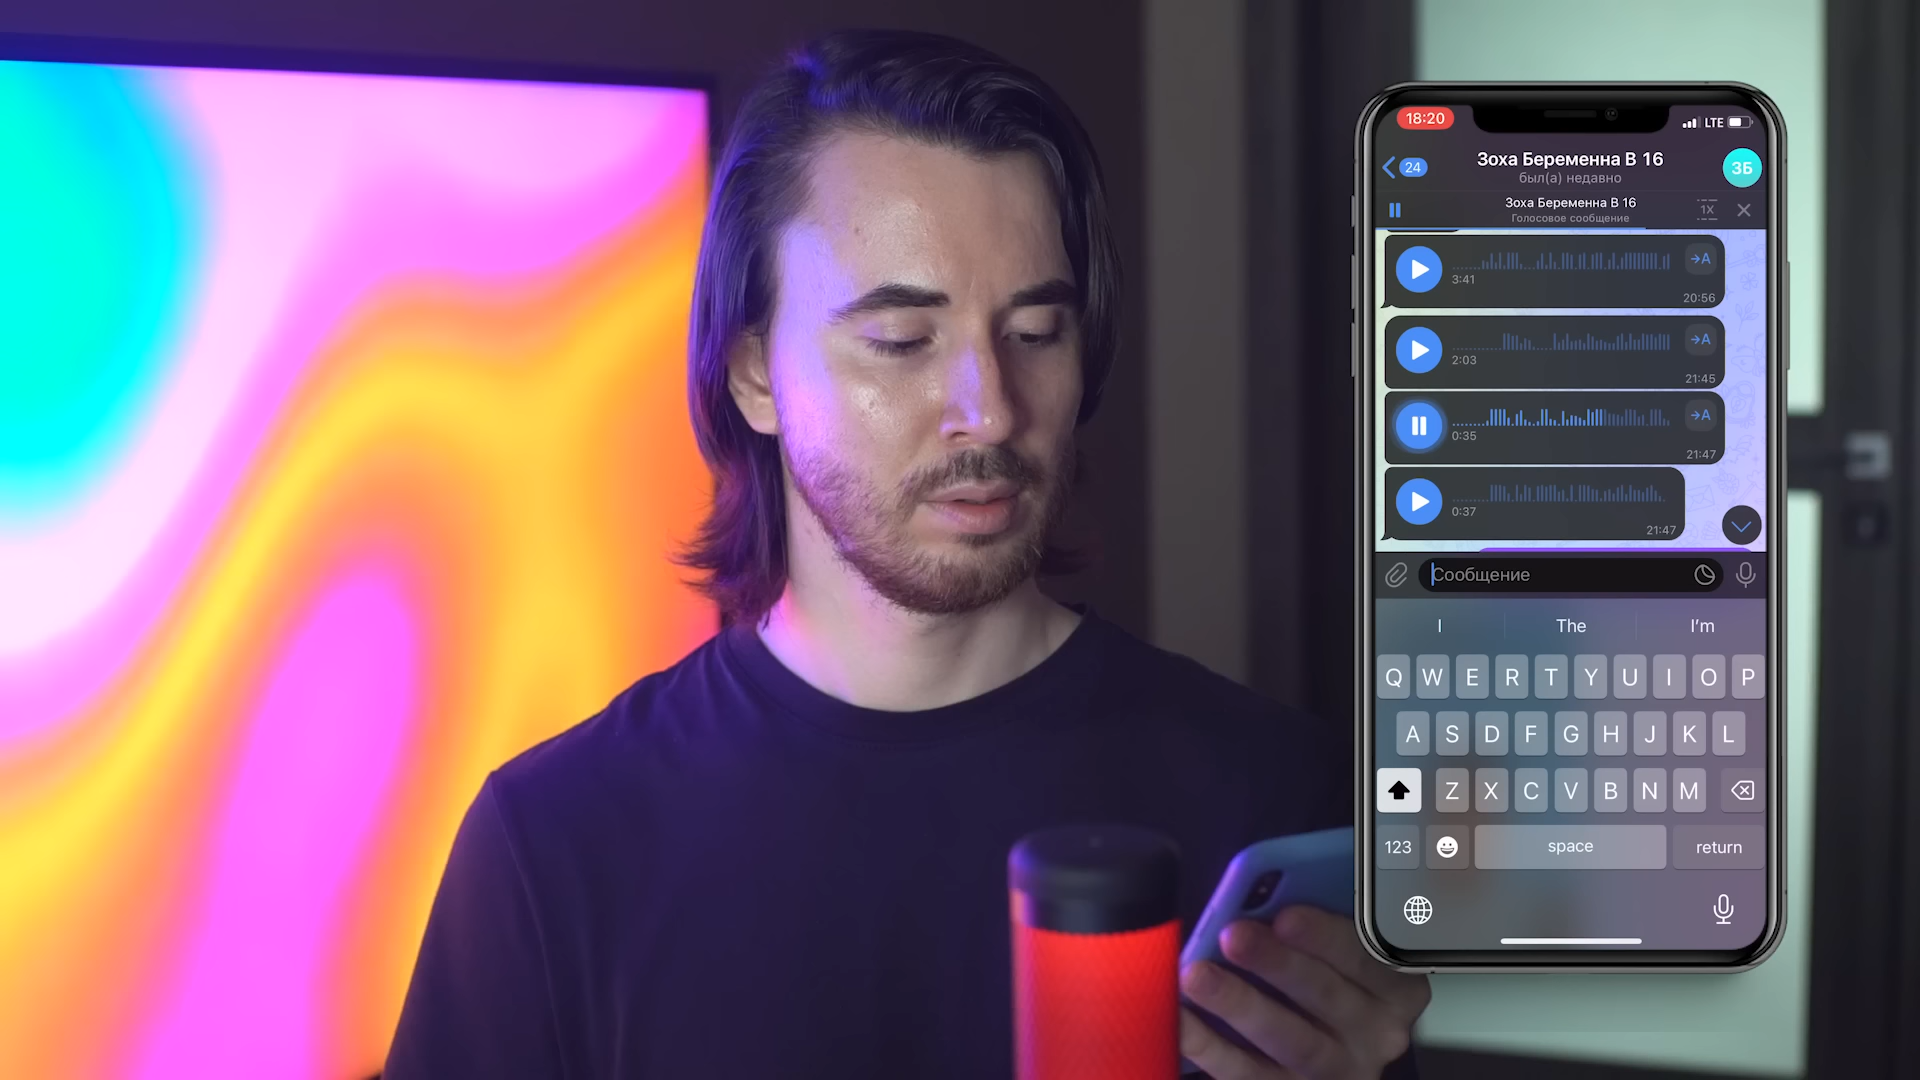 18:20
LTE
24
Зоха Беременна В 16
ЗБ
был(а) недавно
Зоха Беременна В 16
1X
Голосовое сообщение
→A
3:41
20:56
→A
2:03
21:45
→A
0:35
21:47
0:37
21:47
Сообщение
I The I'm
Q W E R T Y U I O P
A S D F G H J K L
Z X C V B N M
123 space return